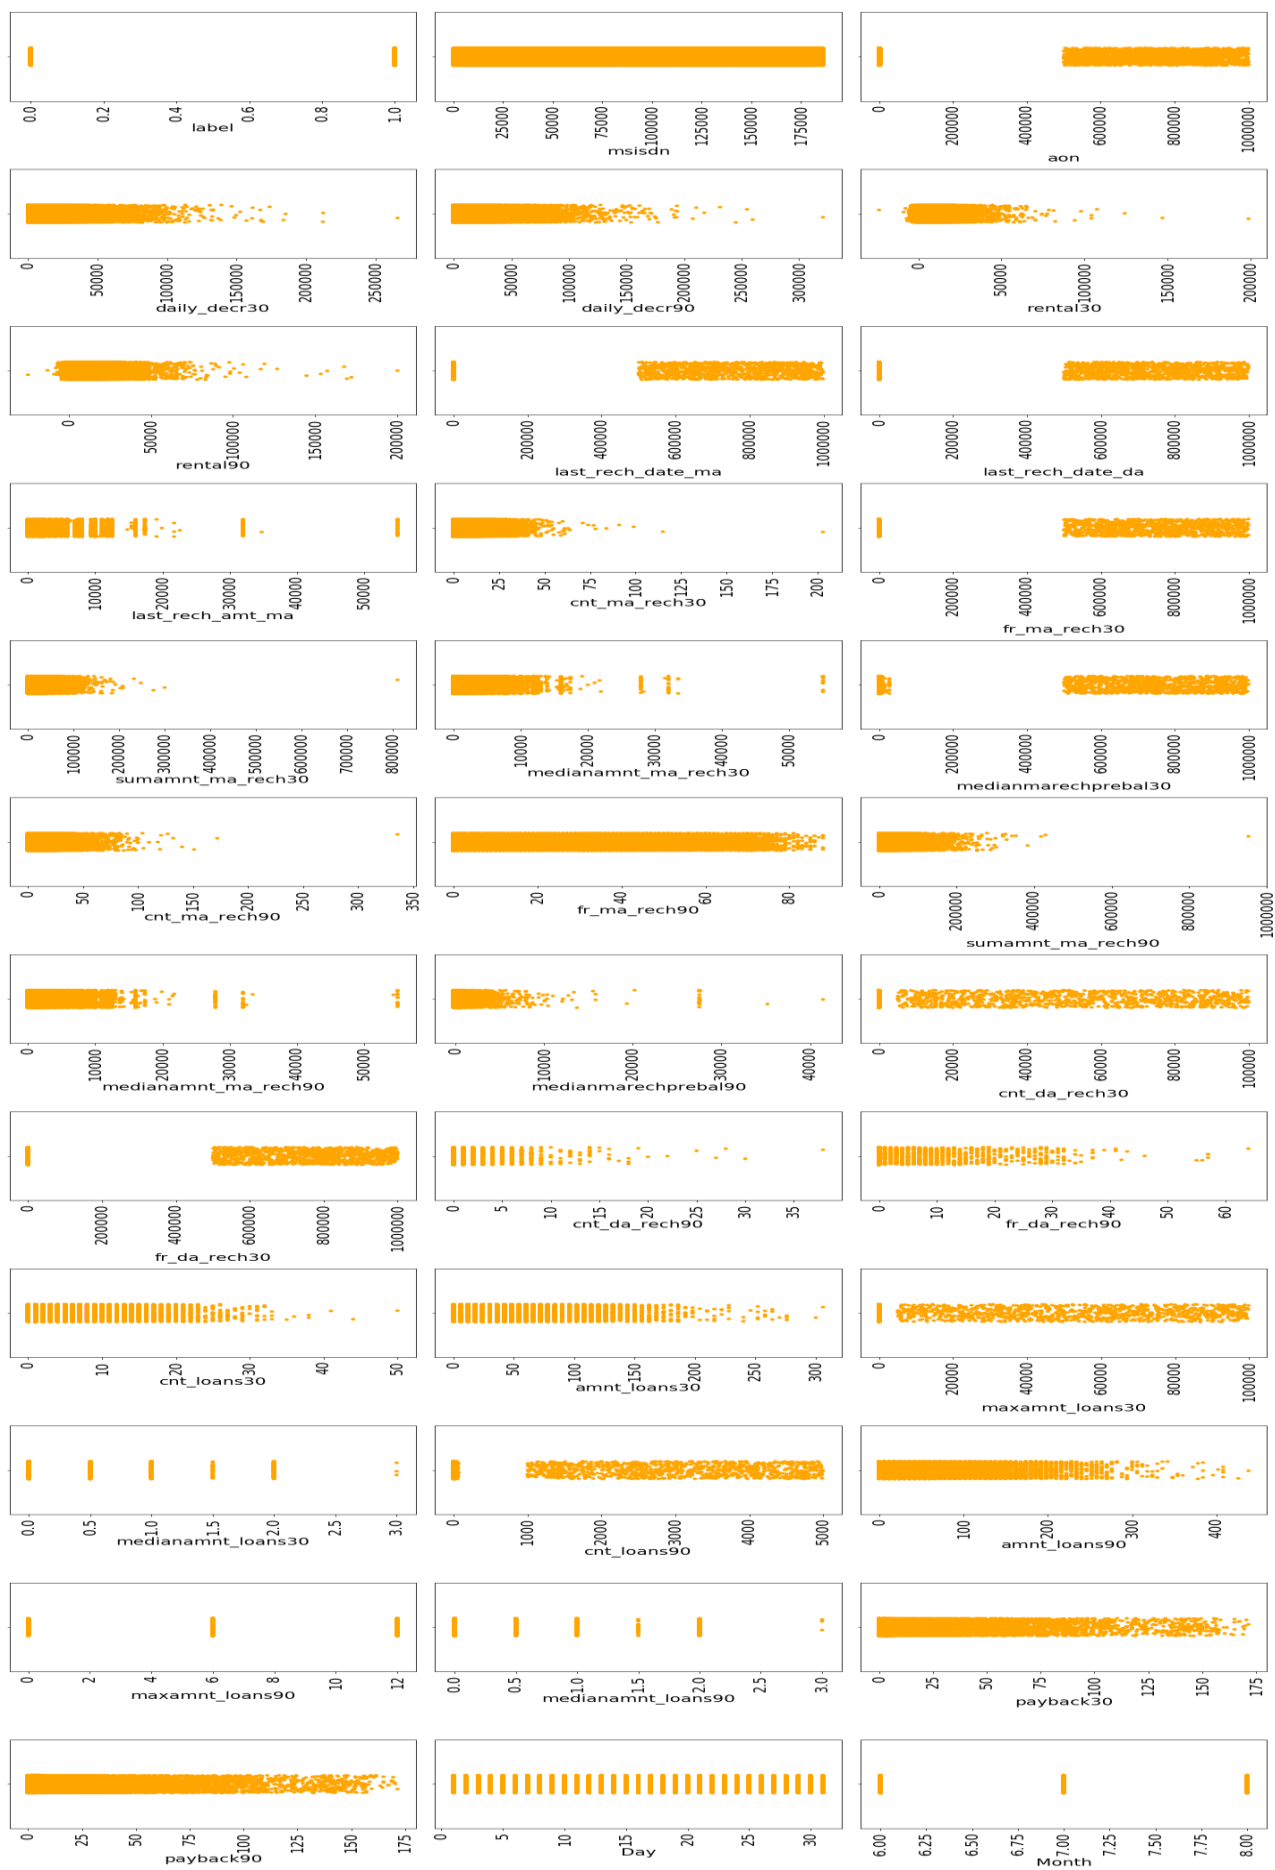 0.0 0.2 0.4 0.6 0.8 1.0
label
0 25000 50000 75000 100000 125000 150000 175000
msisdn
0 200000 400000 600000 800000 1000000
aon
0 50000 100000 150000 200000 250000
daily_decr30
0 50000 100000 150000 200000 250000 300000
daily_decr90
0 50000 100000 150000 200000
rental30
0 50000 100000 150000 200000
rental90
0 200000 400000 600000 800000 1000000
last_rech_date_ma
0 200000 400000 600000 800000 1000000
last_rech_date_da
0 10000 20000 30000 40000 50000
last_rech_amt_ma
0 25 50 75 100 125 150 175 200
cnt_ma_rech30
0 200000 400000 600000 800000 1000000
fr_ma_rech30
0 100000 200000 300000 400000 500000 600000 700000 800000
sumamnt_ma_rech30
0 10000 20000 30000 40000 50000
medianamnt_ma_rech30
0 200000 400000 600000 800000 1000000
medianmarechprebal30
0 50 100 150 200 250 300 350
cnt_ma_rech90
0 20 40 60 80
fr_ma_rech90
0 200000 400000 600000 800000 1000000
sumamnt_ma_rech90
0 10000 20000 30000 40000 50000
medianamnt_ma_rech90
0 10000 20000 30000 40000
medianmarechprebal90
0 20000 40000 60000 80000 100000
cnt_da_rech30
0 200000 400000 600000 800000 1000000
fr_da_rech30
0 5 10 15 20 25 30 35
cnt_da_rech90
0 10 20 30 40 50 60
fr_da_rech90
0 10 20 30 40 50
cnt_loans30
0 50 100 150 200 250 300
amnt_loans30
0 20000 40000 60000 80000 100000
maxamnt_loans30
0.0 0.5 1.0 1.5 2.0 2.5 3.0
medianamnt_loans30
0 1000 2000 3000 4000 5000
cnt_loans90
0 100 200 300 400
amnt_loans90
0 2 4 6 8 10 12
maxamnt_loans90
0.0 0.5 1.0 1.5 2.0 2.5 3.0
medianamnt_loans90
0 25 50 75 100 125 150 175
payback30
0 25 50 75 100 125 150 175
payback90
0 5 10 15 20 25 30
Day
6.00 6.25 6.50 6.75 7.00 7.25 7.50 7.75 8.00
Month